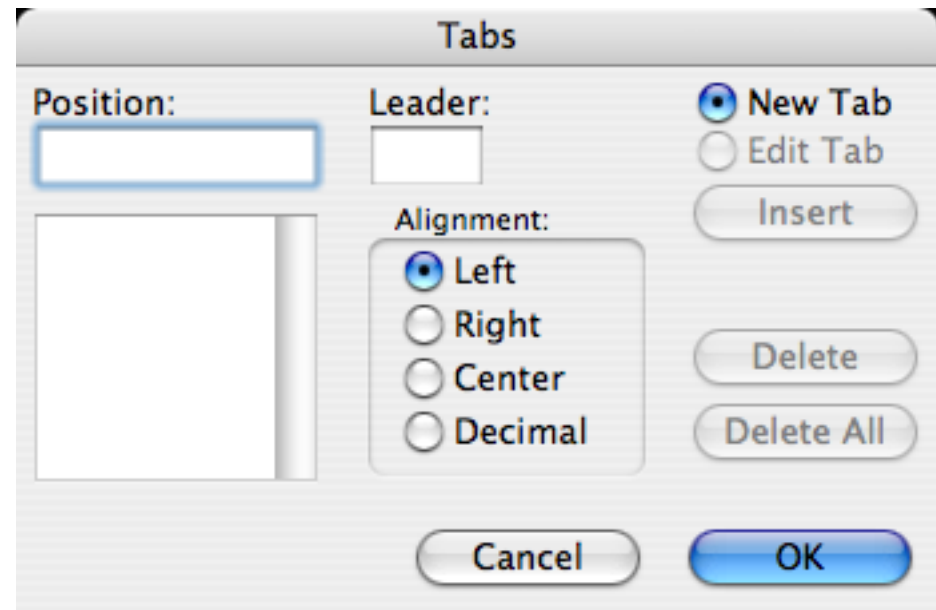 Tabs
Position:
Leader:
New Tab
Edit Tab
Insert
Alignment:
Left
Right
Center
Decimal
Delete
Delete All
Cancel
OK